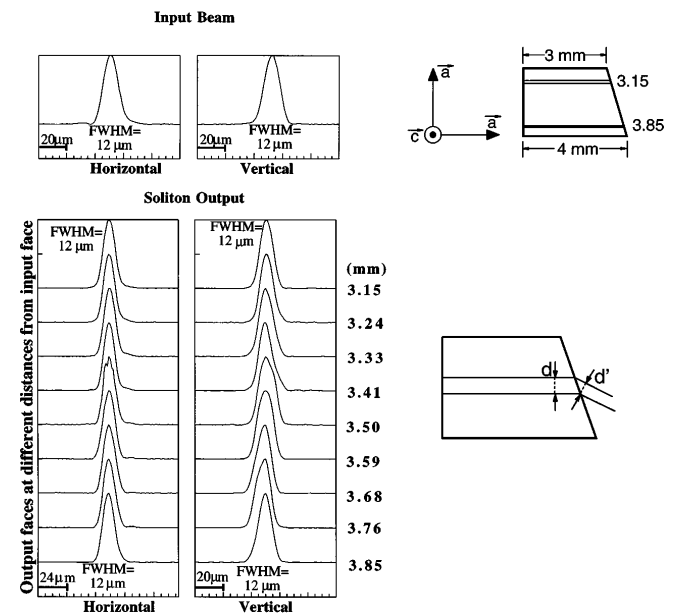 Input Beam
FWHM=
12 μm
20μm
Horizontal
FWHM=
12 μm
20μm
Vertical
a
c
a
3 mm
3.15
3.85
4 mm
Soliton Output
Output faces at different distances from input face
FWHM=
12 μm
FWHM=
12 μm
(mm)
3.15
3.24
3.33
3.41
3.50
3.59
3.68
3.76
3.85
24μm
FWHM=
12 μm
Horizontal
20μm
FWHM=
12 μm
Vertical
d
d'